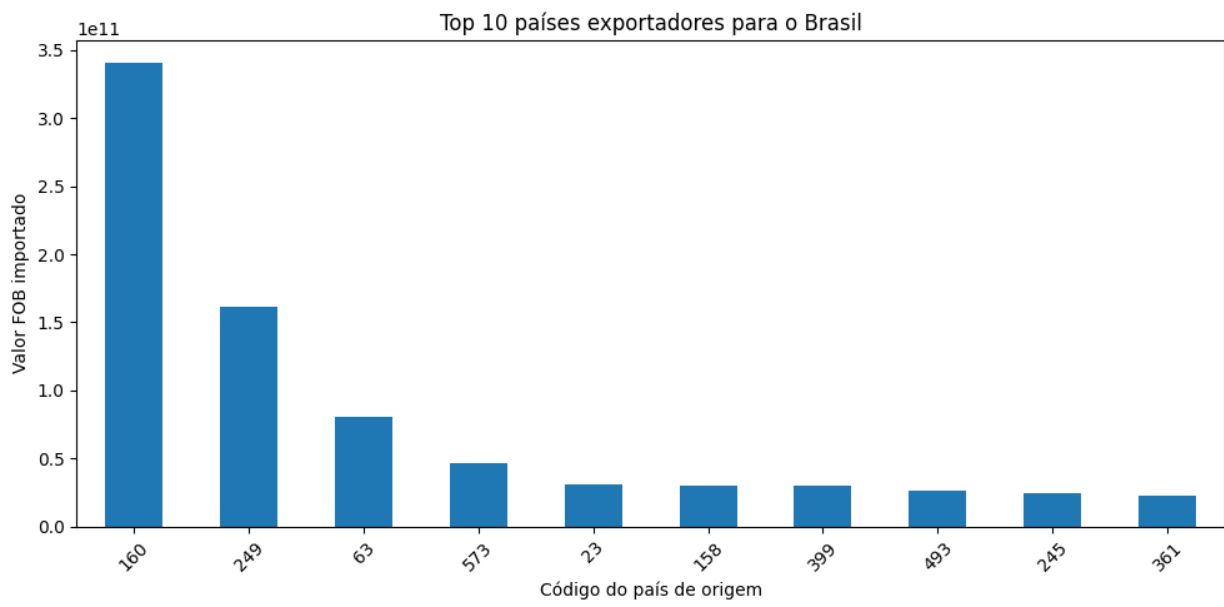 Top 10 países exportadores para o Brasil
1e11
3.5
3.0
2.5
2.0
1.5
1.0
0.5
0.0
Valor FOB importado
160 249 63 573 23 158 399 493 245 361
Código do país de origem